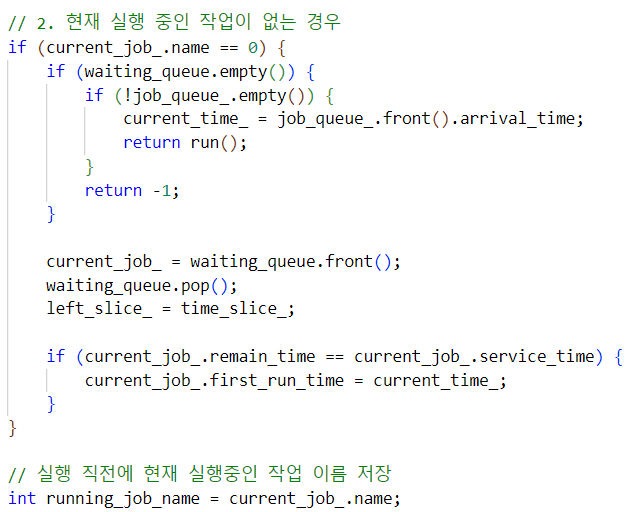 // 2. 현재 실행 중인 작업이 없는 경우
if (current_job_.name == 0) {
    if (waiting_queue.empty()) {
        if (!job_queue_.empty()) {
            current_time_ = job_queue_.front().arrival_time;
            return run();
        }
        return -1;
    }

    current_job_ = waiting_queue.front();
    waiting_queue.pop();
    left_slice_ = time_slice_;

    if (current_job_.remain_time == current_job_.service_time) {
        current_job_.first_run_time = current_time_;
    }
}

// 실행 직전에 현재 실행중인 작업 이름 저장
int running_job_name = current_job_.name;